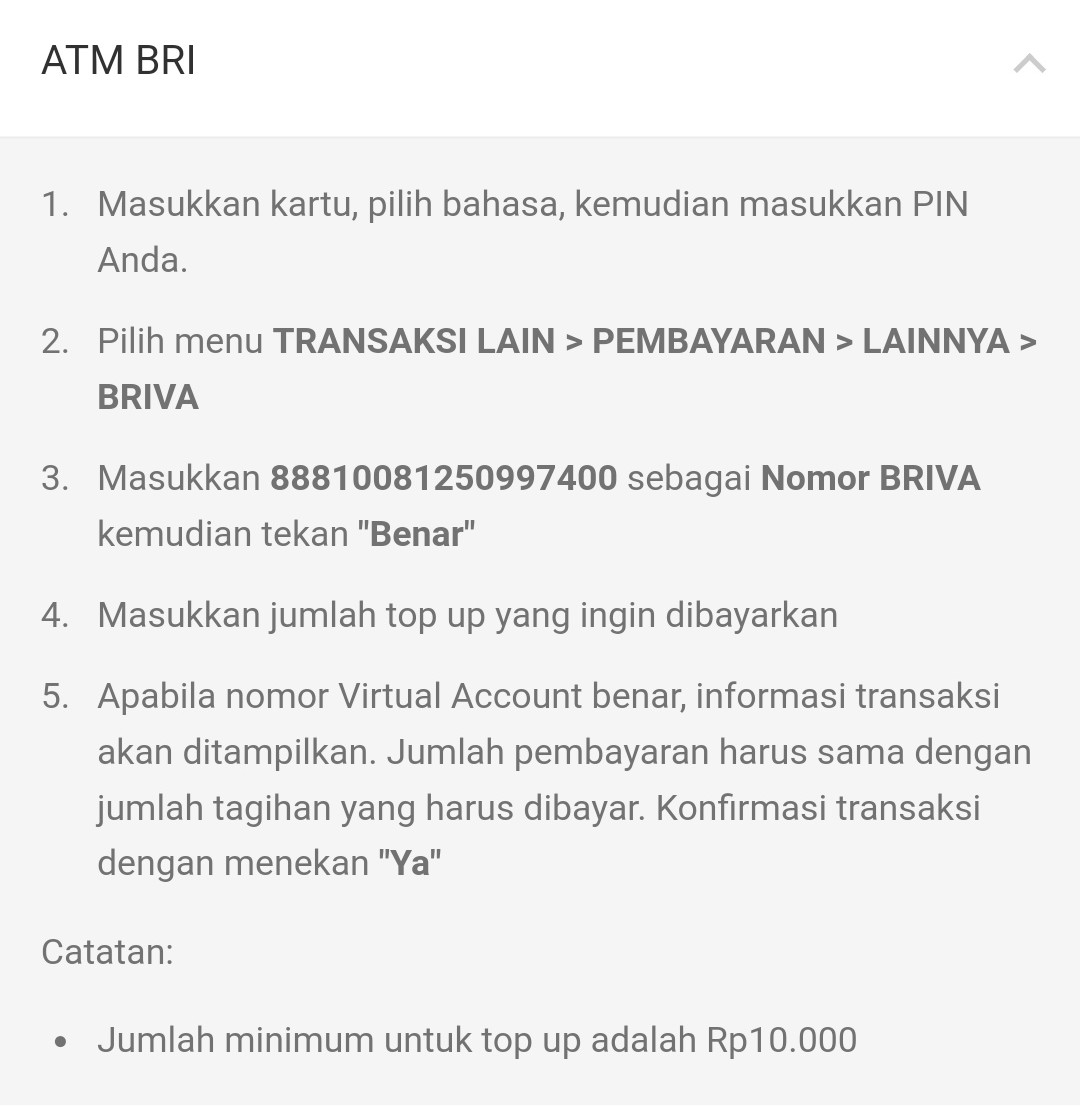 ATM BRI
1. Masukkan kartu, pilih bahasa, kemudian masukkan PIN
Anda.
2. Pilih menu TRANSAKSI LAIN > PEMBAYARAN > LAINNYA >
BRIVA
3. Masukkan 88810081250997400 sebagai Nomor BRIVA
kemudian tekan "Benar"
4. Masukkan jumlah top up yang ingin dibayarkan
5. Apabila nomor Virtual Account benar, informasi transaksi
akan ditampilkan. Jumlah pembayaran harus sama dengan
jumlah tagihan yang harus dibayar. Konfirmasi transaksi
dengan menekan "Ya"
Catatan:
• Jumlah minimum untuk top up adalah Rp10.000